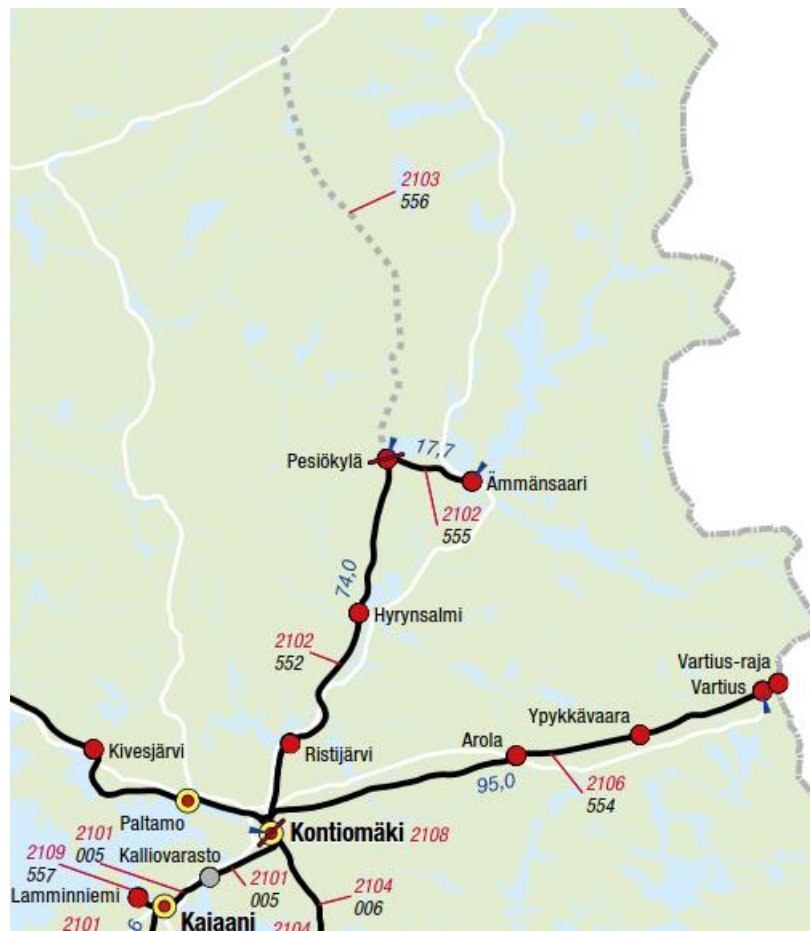 2103
556
Pesiökylä
17,7
Ämmänsaari
2102
555
74,0
Hyrynsalmi
2102
552
Vartius-raja
Vartius
Ypykkävaara
Arola
Ristijärvi
Kivesjärvi
95,0
2106
554
Paltamo
Kontiomäki 2108
2101
005
Kalliovarasto
2109
557
2101
005
2104
006
Lamminniemi
Kajaani
2101
6
2104